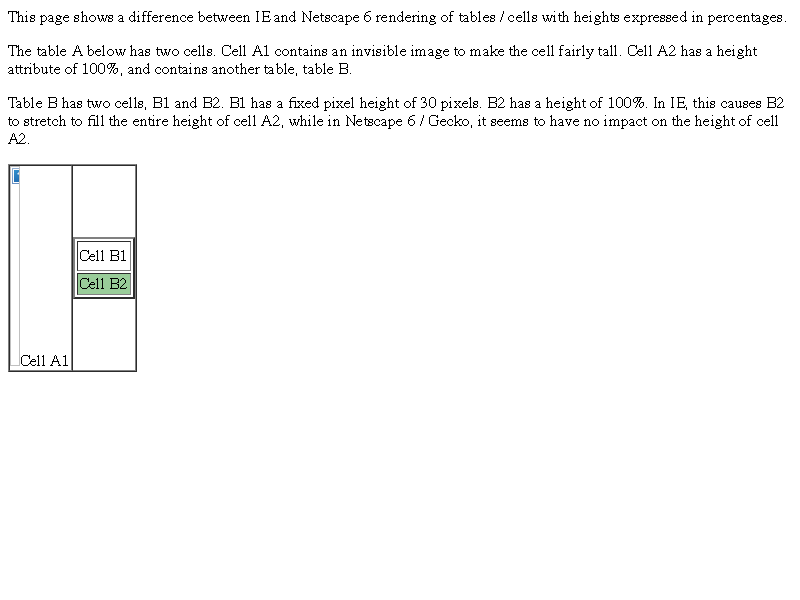 This page shows a difference between IE and Netscape 6 rendering of tables / cells with heights expressed in percentages.
The table A below has two cells. Cell A1 contains an invisible image to make the cell fairly tall. Cell A2 has a height
attribute of 100%, and contains another table, table B.
Table B has two cells, B1 and B2. B1 has a fixed pixel height of 30 pixels. B2 has a height of 100%. In IE, this causes B2
to stretch to fill the entire height of cell A2, while in Netscape 6 / Gecko, it seems to have no impact on the height of cell
A2.
Cell B1
Cell B2
Cell A1